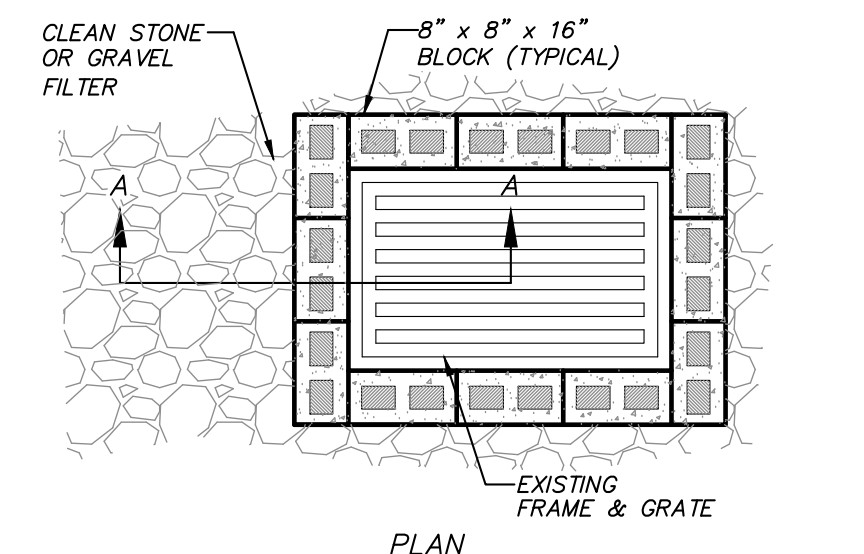 CLEAN STONE
OR GRAVEL
FILTER
8” x 8” x 16”
BLOCK (TYPICAL)
A
A
EXISTING
FRAME & GRATE
PLAN